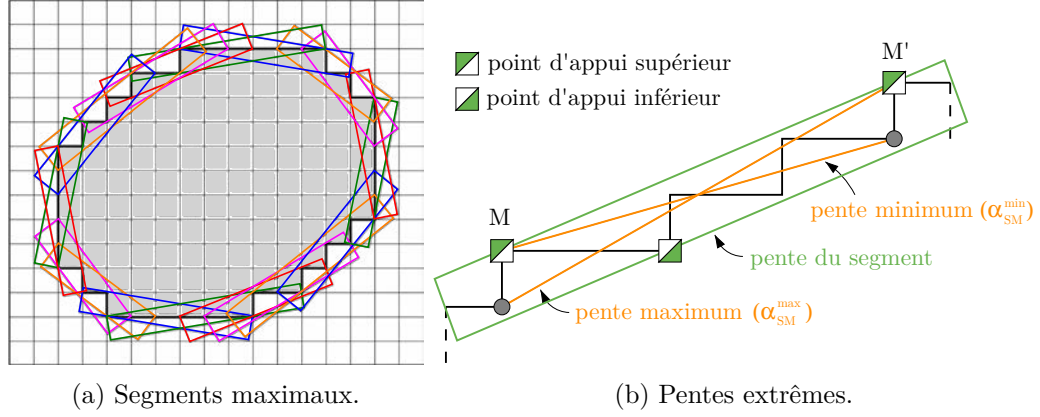 point d'appui supérieur
point d'appui inférieur
M'
M
pente minimum (α_SM^min)
pente du segment
pente maximum (α_SM^max)
(a) Segments maximaux.
(b) Pentes extrêmes.